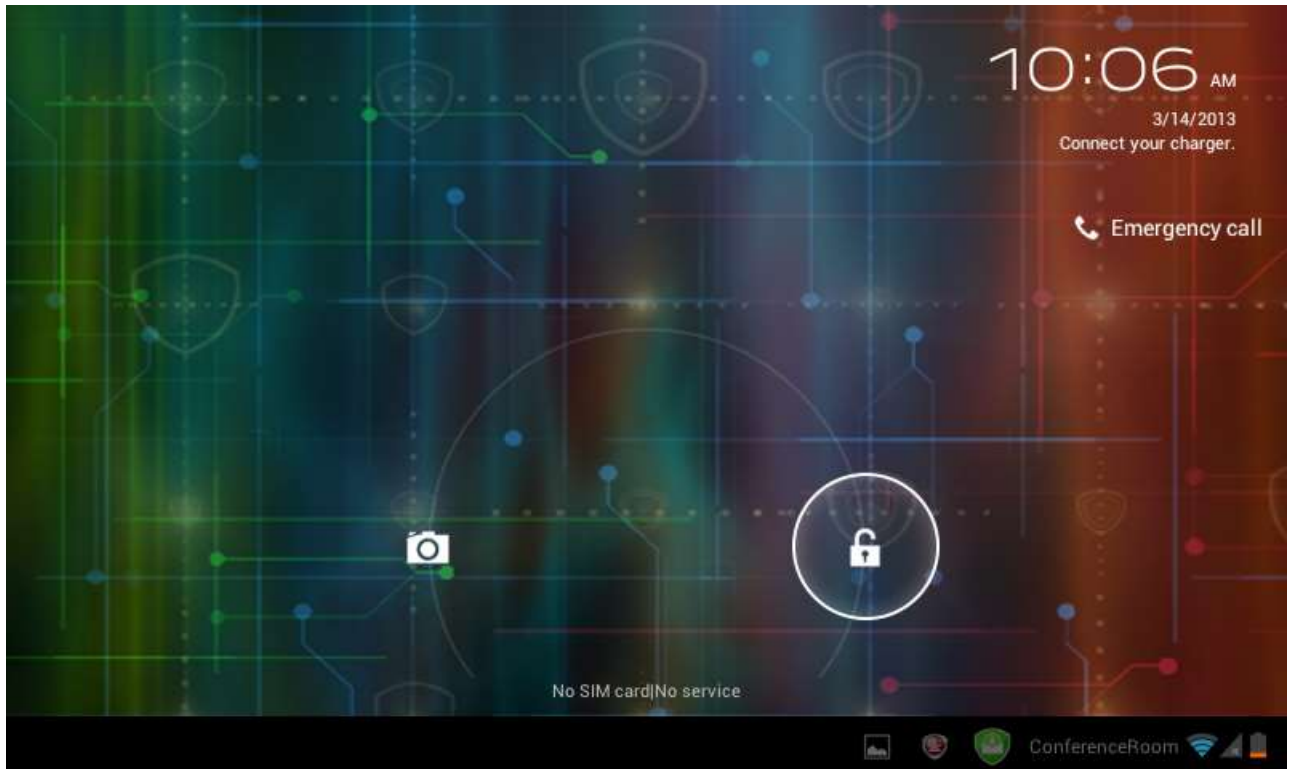 10:06 AM
3/14/2013
Connect your charger.
Emergency call
No SIM card|No service
ConferenceRoom